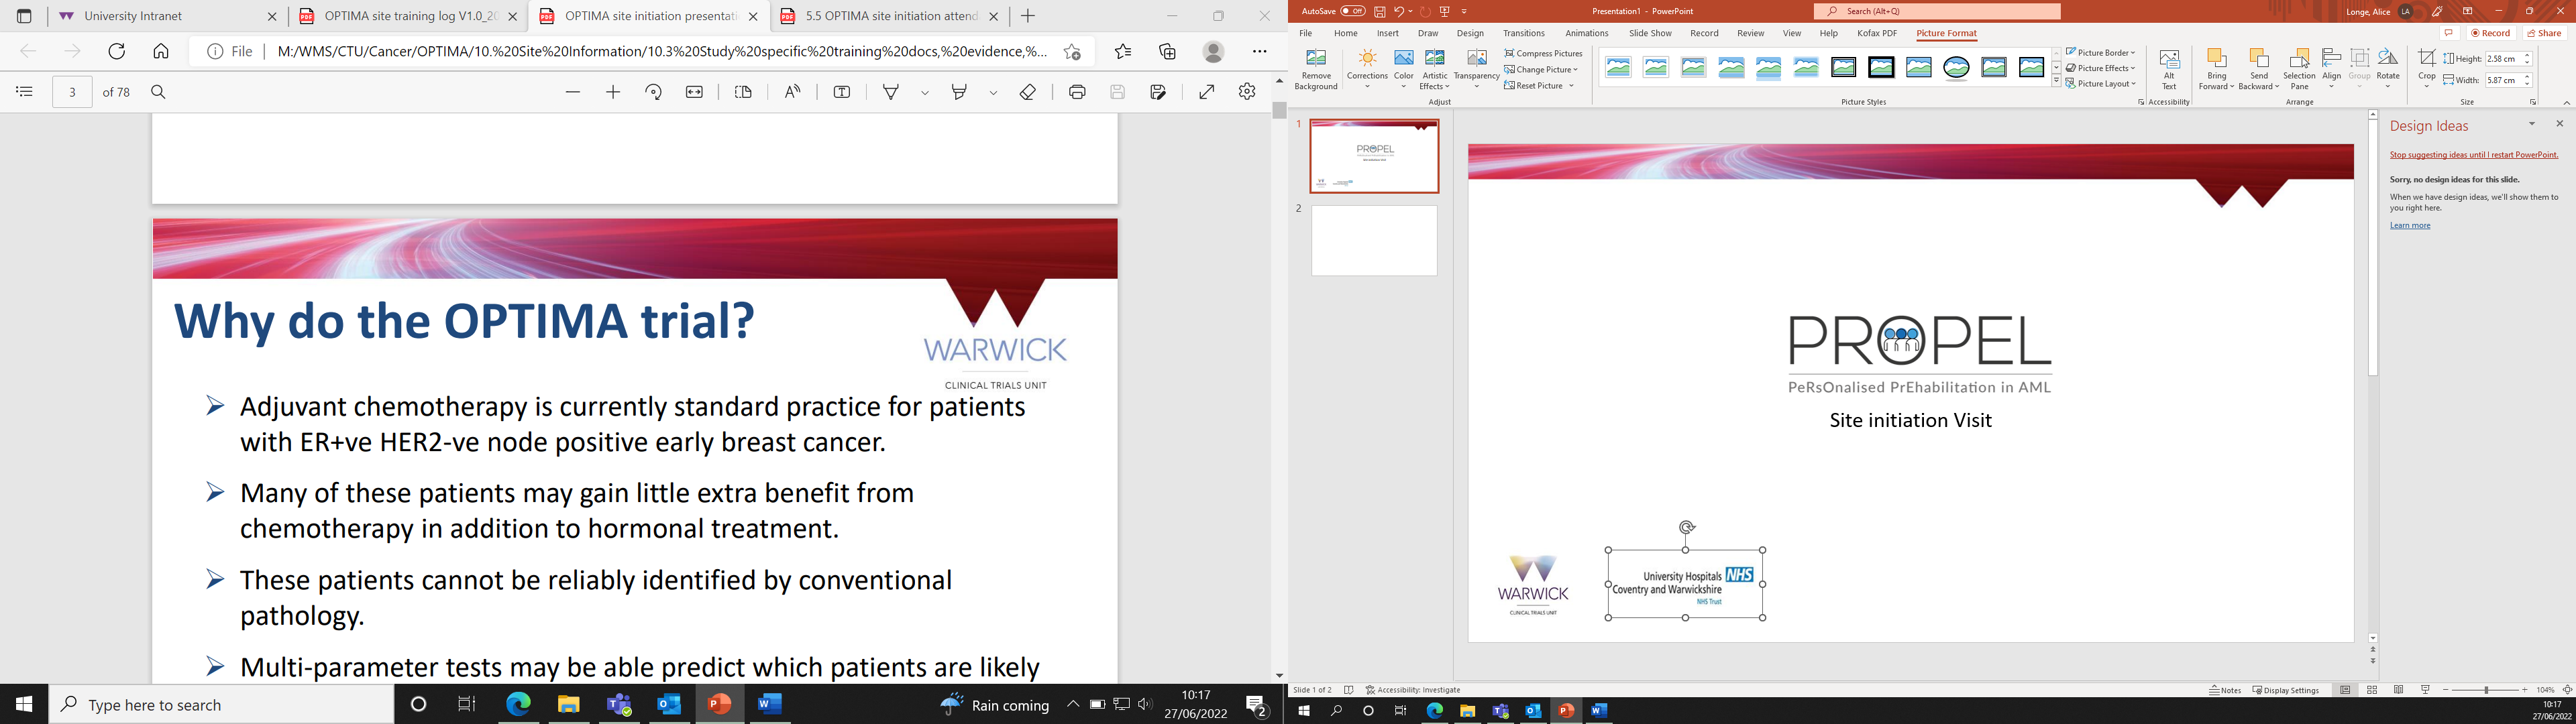 University Intranet
OPTIMA site training log V1.0_20
OPTIMA site initiation presentati
5.5 OPTIMA site initiation attend
File
M:/WMS/CTU/Cancer/OPTIMA/10.%20Site%20Information/10.3%20Study%20specific%20training%20docs,%20evidence,%...
3 of 78
Why do the OPTIMA trial?
WARWICK
CLINICAL TRIALS UNIT
Adjuvant chemotherapy is currently standard practice for patients
with ER+ve HER2-ve node positive early breast cancer.
Many of these patients may gain little extra benefit from
chemotherapy in addition to hormonal treatment.
These patients cannot be reliably identified by conventional
pathology.
Multi-parameter tests may be able predict which patients are likely
Type here to search
Rain coming
10:17
27/06/2022
2
AutoSave Off
Presentation1 - PowerPoint
Search (Alt+Q)
Longe, Alice LA
File Home Insert Draw Design Transitions Animations Slide Show Record Review View Help Kofax PDF Picture Format
Record Share
Remove
Background
Corrections
Color
Artistic
Effects
Transparency
Compress Pictures
Change Picture
Reset Picture
Adjust
Picture Styles
Picture Border
Picture Effects
Picture Layout
Alt
Text
Accessibility
Bring
Forward
Send
Backward
Selection
Pane
Align
Group
Rotate
Arrange
Crop
Height: 2.58 cm
Width: 5.87 cm
Size
1
2
PROPEL
PeRsOnalised PrEhabilitation in AML
Site initiation Visit
WARWICK
CLINICAL TRIALS UNIT
University Hospitals NHS
Coventry and Warwickshire
NHS Trust
Design Ideas
Stop suggesting ideas until I restart PowerPoint.
Sorry, no design ideas for this slide.
When we have design ideas, we'll show them to
you right here.
Learn more
Slide 1 of 2
Accessibility: Investigate
Notes
Display Settings
104%
10:17
27/06/2022